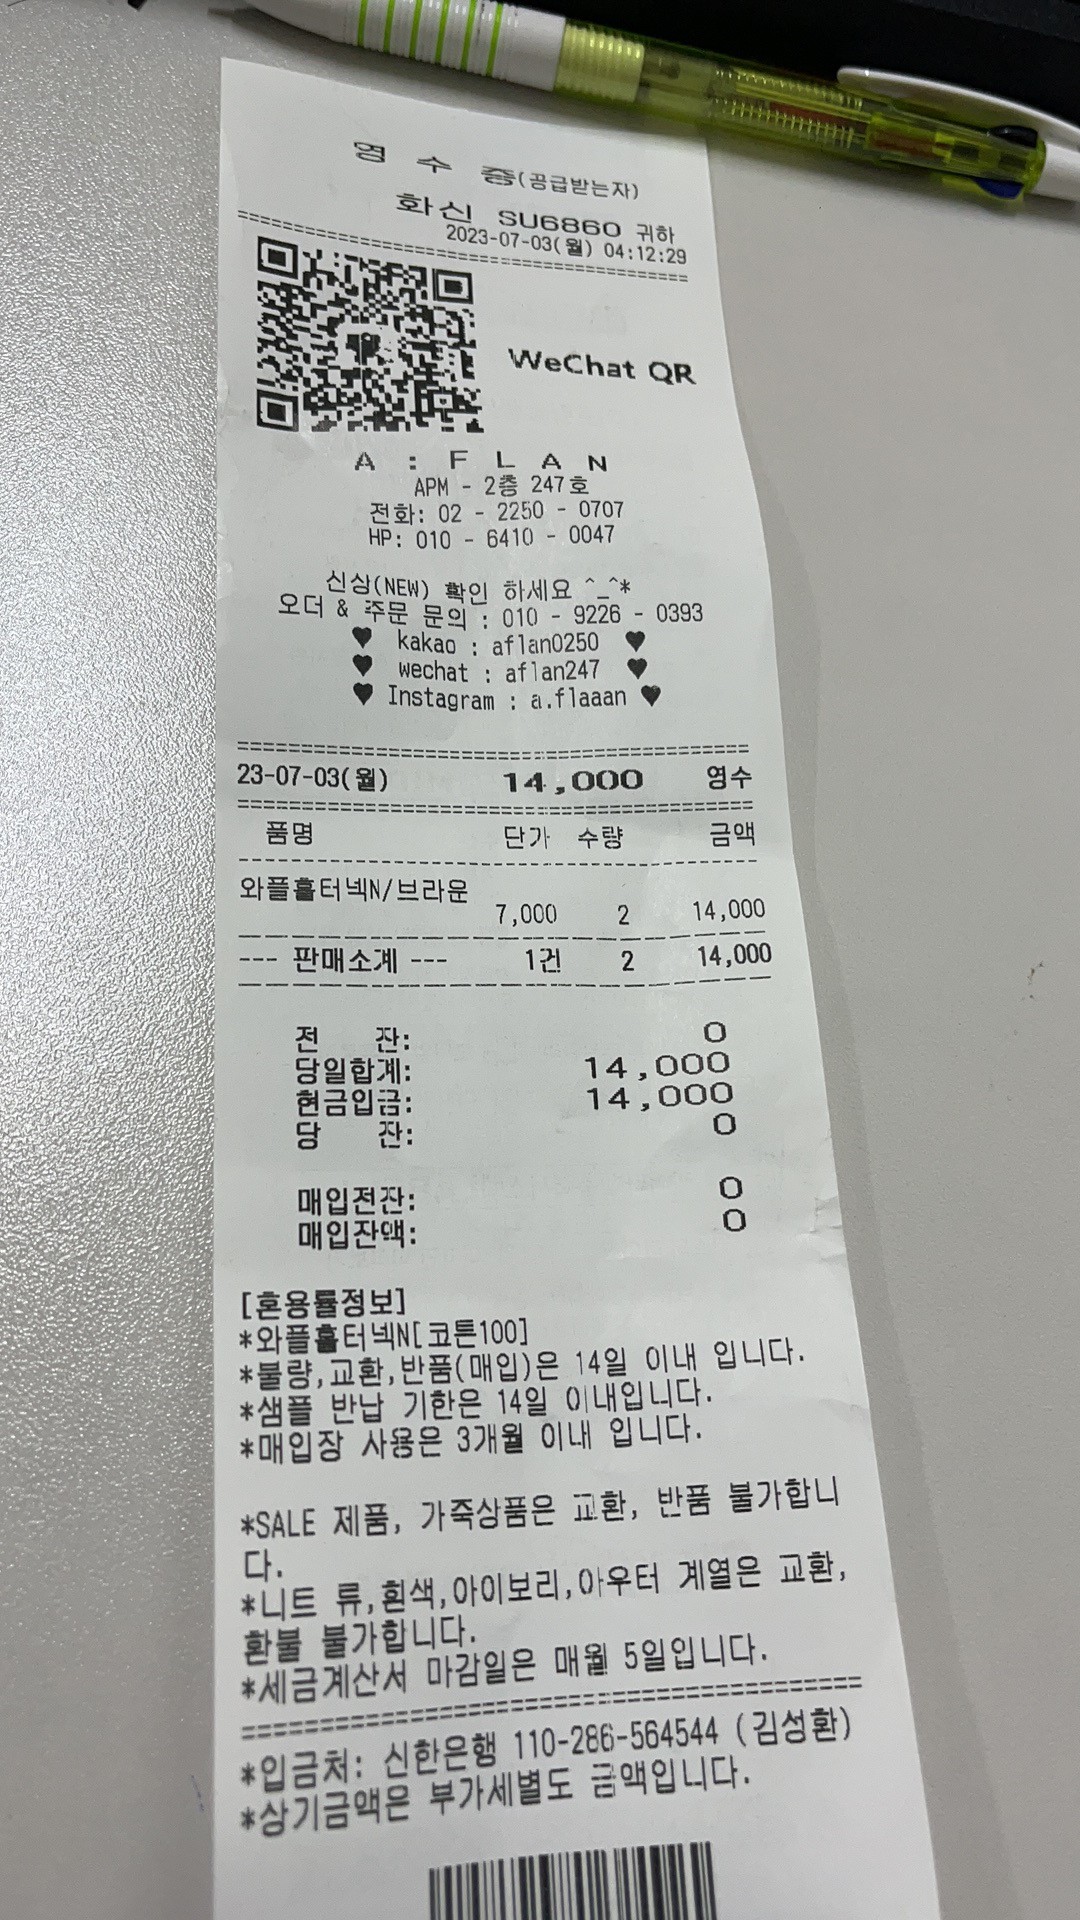 영 수 증(공급받는자)
화신 SU6860 귀하
2023-07-03(월) 04:12:29
WeChat QR
A : F L A N
APM - 2층 247호
전화: 02 - 2250 - 0707
HP: 010 - 6410 - 0047
신상(NEW) 확인 하세요 ^_^*
오더 & 주문 문의 : 010 - 9226 - 0393
♥ kakao : aflan0250 ♥
♥ wechat : aflan247 ♥
♥ Instagram : a.flaaan ♥
23-07-03(월) 14,000 영수
품명 단가 수량 금액
와플홀터넥N/브라운
7,000 2 14,000
--- 판매소계 --- 1건 2 14,000
전 잔: 0
당일합계: 14,000
현금입금: 14,000
당 잔: 0
매입전잔: 0
매입잔액: 0
[혼용률정보]
*와플홀터넥N[코튼100]
*불량,교환,반품(매입)은 14일 이내 입니다.
*샘플 반납 기한은 14일 이내입니다.
*매입장 사용은 3개월 이내 입니다.
*SALE 제품, 가죽상품은 교환, 반품 불가합니
다.
*니트 류,흰색,아이보리,아우터 계열은 교환,
환불 불가합니다.
*세금계산서 마감일은 매월 5일입니다.
*입금처: 신한은행 110-286-564544 (김성환)
*상기금액은 부가세별도 금액입니다.